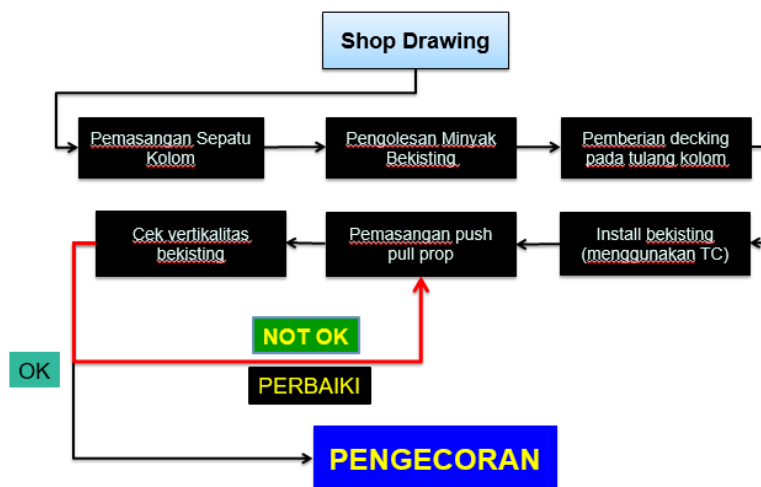 Shop Drawing
Pemasangan Sepatu
Kolom
Pengolesan Minyak
Bekisting
Pemberian decking
pada tulang kolom
Cek vertikalitas
bekisting
Pemasangan push
pull prop
Install bekisting
(menggunakan TC)
NOT OK
OK
PERBAIKI
PENGECORAN